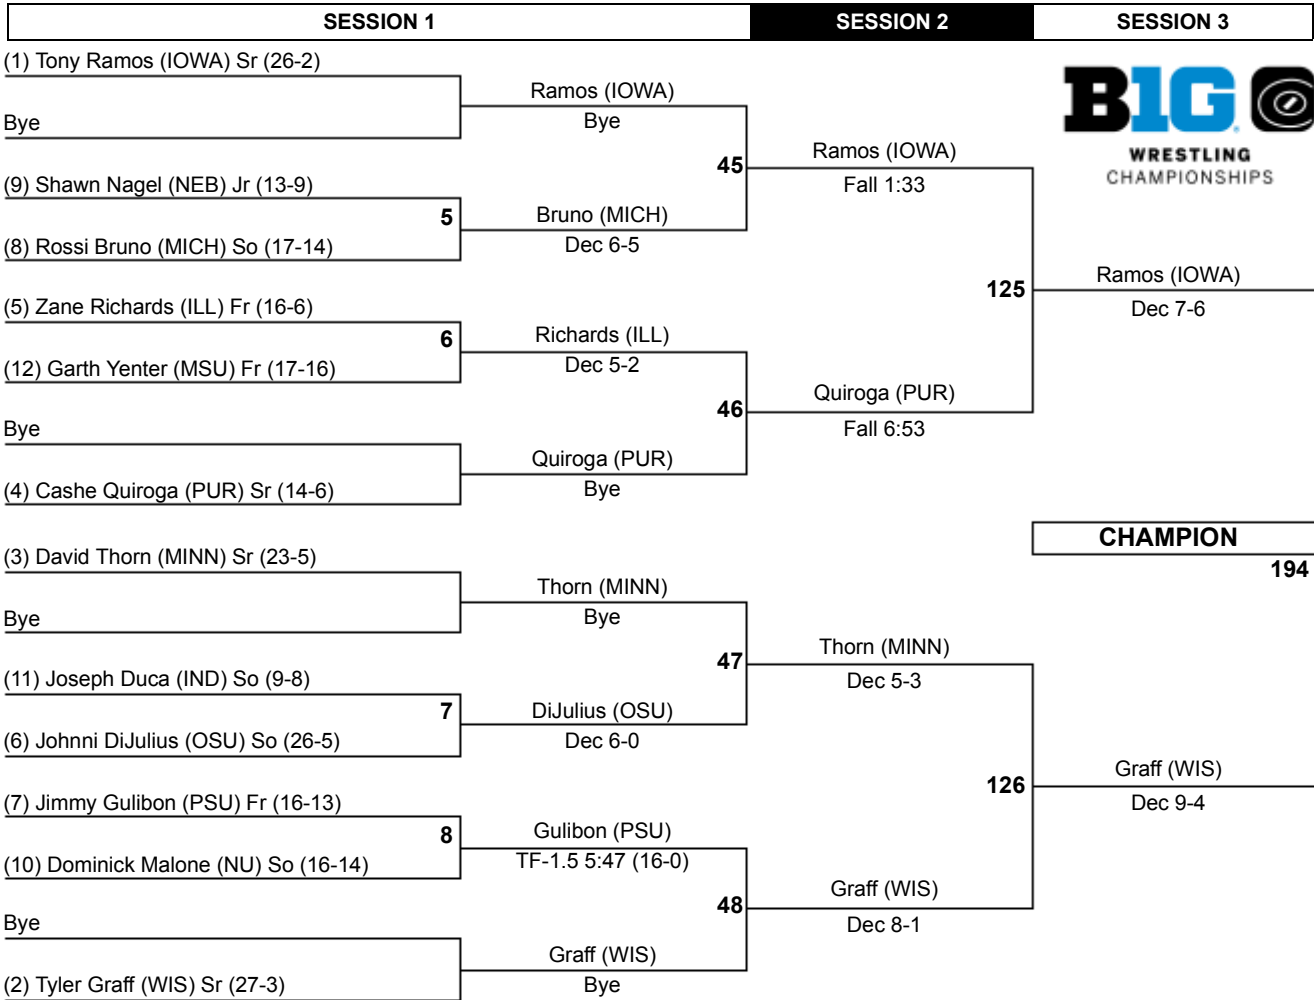 SESSION 1
SESSION 2
SESSION 3
(1) Tony Ramos (IOWA) Sr (26-2)
Bye
(9) Shawn Nagel (NEB) Jr (13-9)
5
(8) Rossi Bruno (MICH) So (17-14)
(5) Zane Richards (ILL) Fr (16-6)
6
(12) Garth Yenter (MSU) Fr (17-16)
Bye
(4) Cashe Quiroga (PUR) Sr (14-6)
(3) David Thorn (MINN) Sr (23-5)
Bye
(11) Joseph Duca (IND) So (9-8)
7
(6) Johnni DiJulius (OSU) So (26-5)
(7) Jimmy Gulibon (PSU) Fr (16-13)
8
(10) Dominick Malone (NU) So (16-14)
Bye
(2) Tyler Graff (WIS) Sr (27-3)
Ramos (IOWA)
Bye
45
Bruno (MICH)
Dec 6-5
Richards (ILL)
Dec 5-2
46
Quiroga (PUR)
Bye
Thorn (MINN)
Bye
47
DiJulius (OSU)
Dec 6-0
Gulibon (PSU)
TF-1.5 5:47 (16-0)
48
Graff (WIS)
Bye
Ramos (IOWA)
Fall 1:33
125
Quiroga (PUR)
Fall 6:53
Thorn (MINN)
Dec 5-3
126
Graff (WIS)
Dec 8-1
B1G
WRESTLING
CHAMPIONSHIPS
Ramos (IOWA)
Dec 7-6
CHAMPION
194
Graff (WIS)
Dec 9-4